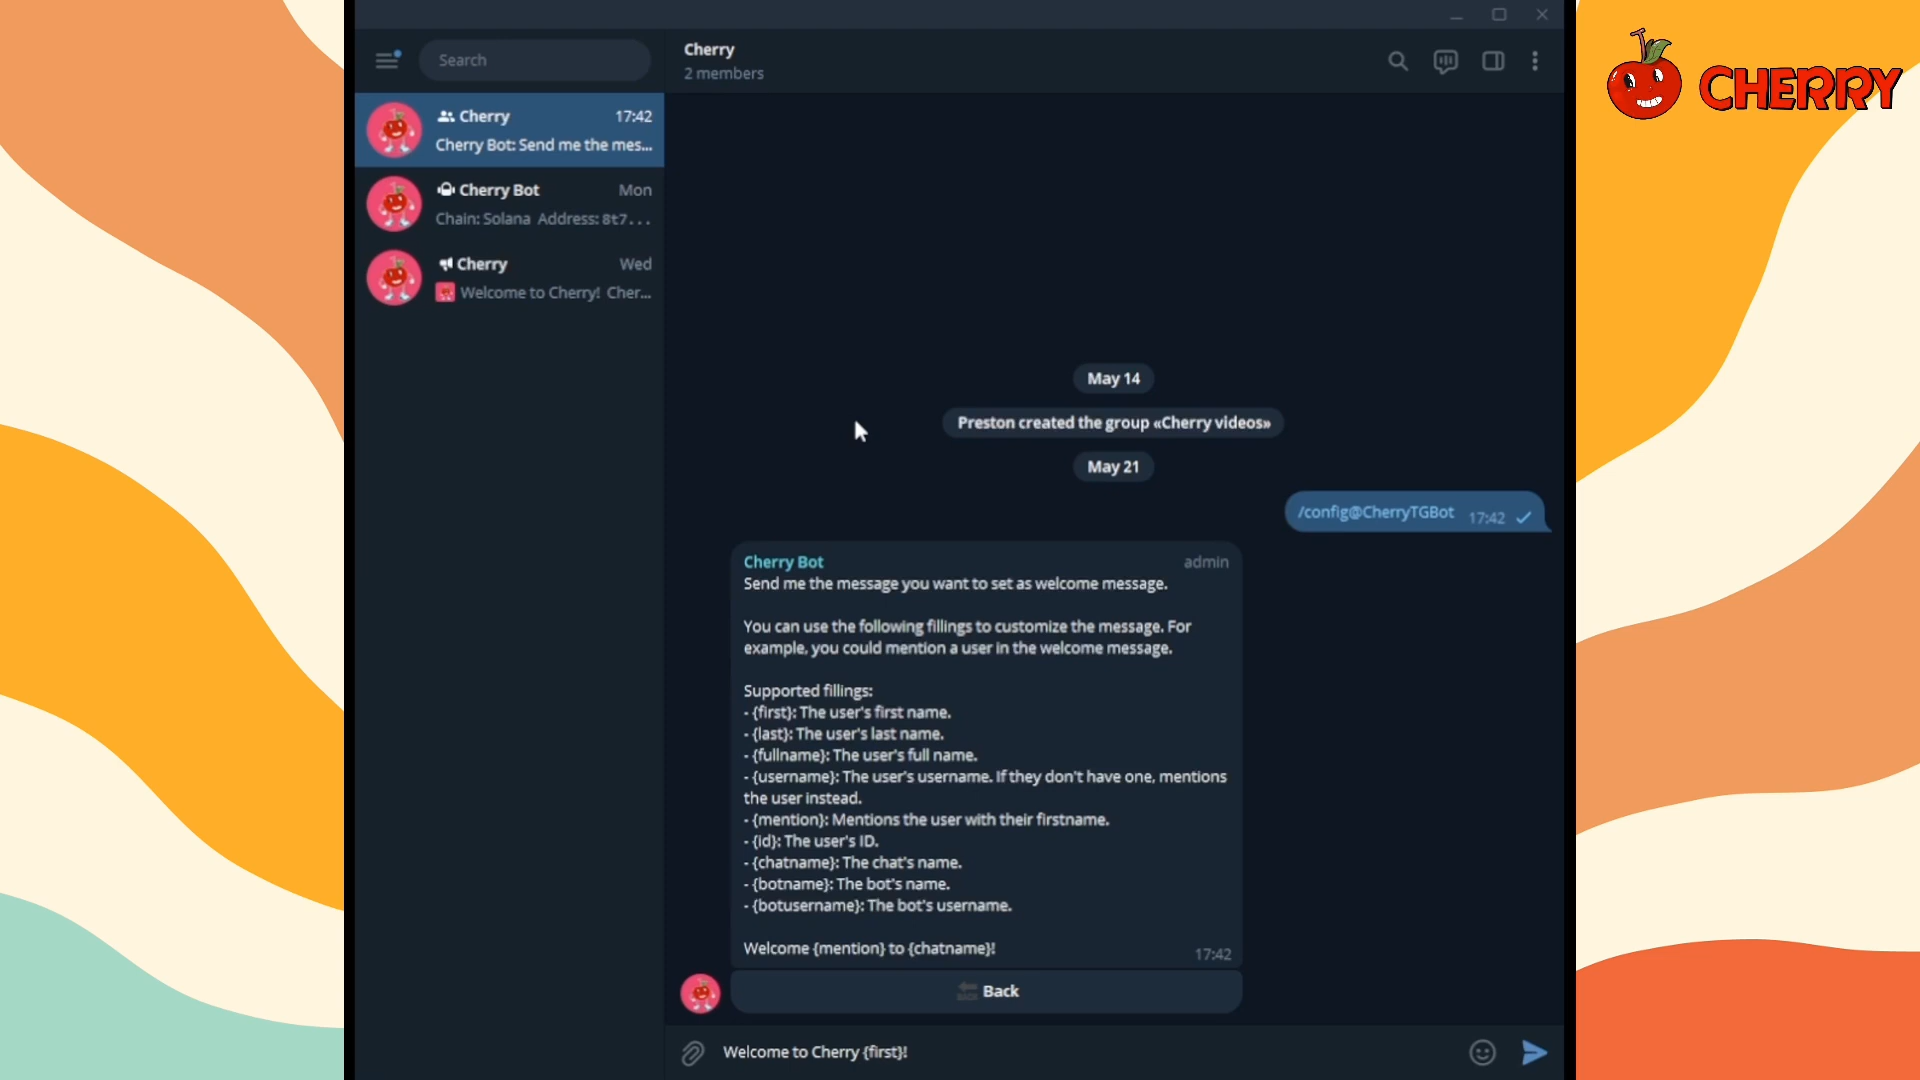 Search
Cherry
17:42
Cherry Bot: Send me the mes...
Cherry Bot
Mon
Chain: Solana Address: 8t7...
Cherry
Wed
Welcome to Cherry! Cher...
Cherry
2 members
May 14
Preston created the group «Cherry videos»
May 21
/config@CherryTGBot 17:42
Cherry Bot admin
Send me the message you want to set as welcome message.
You can use the following fillings to customize the message. For
example, you could mention a user in the welcome message.
Supported fillings:
- {first}: The user's first name.
- {last}: The user's last name.
- {fullname}: The user's full name.
- {username}: The user's username. If they don't have one, mentions
the user instead.
- {mention}: Mentions the user with their firstname.
- {id}: The user's ID.
- {chatname}: The chat's name.
- {botname}: The bot's name.
- {botusername}: The bot's username.
Welcome {mention} to {chatname}!
17:42
Back
Welcome to Cherry {first}!
CHERRY